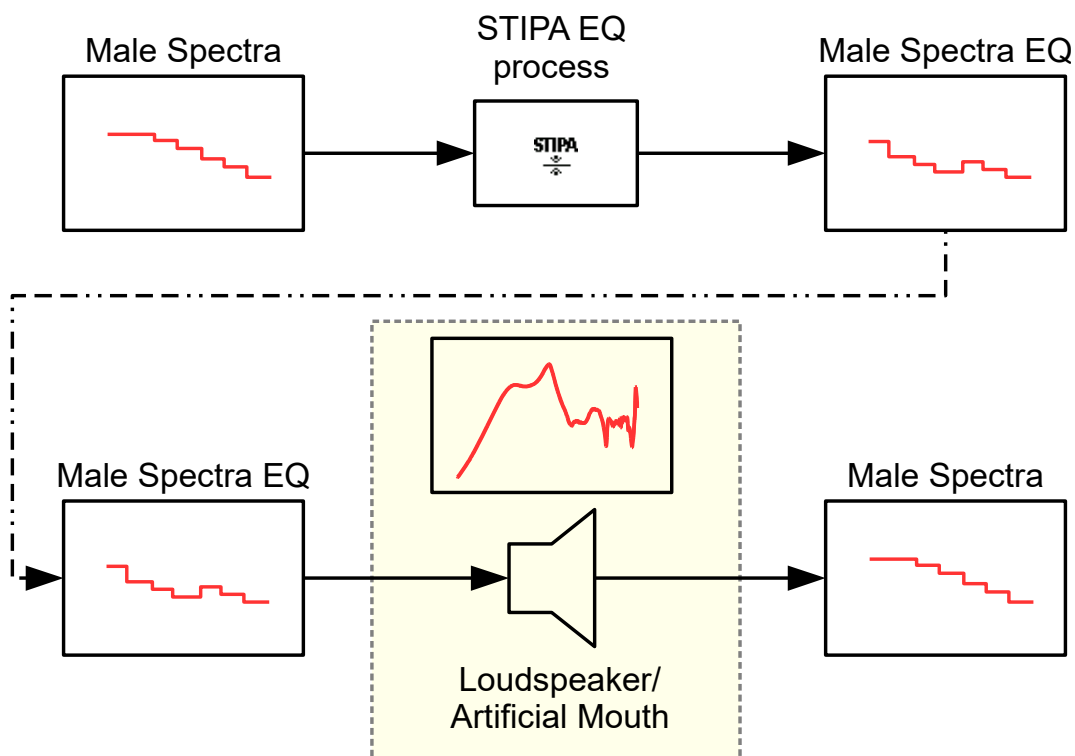 Male Spectra
STIPA EQ
process
Male Spectra EQ
STIPA
Male Spectra EQ
Male Spectra
Loudspeaker/
Artificial Mouth